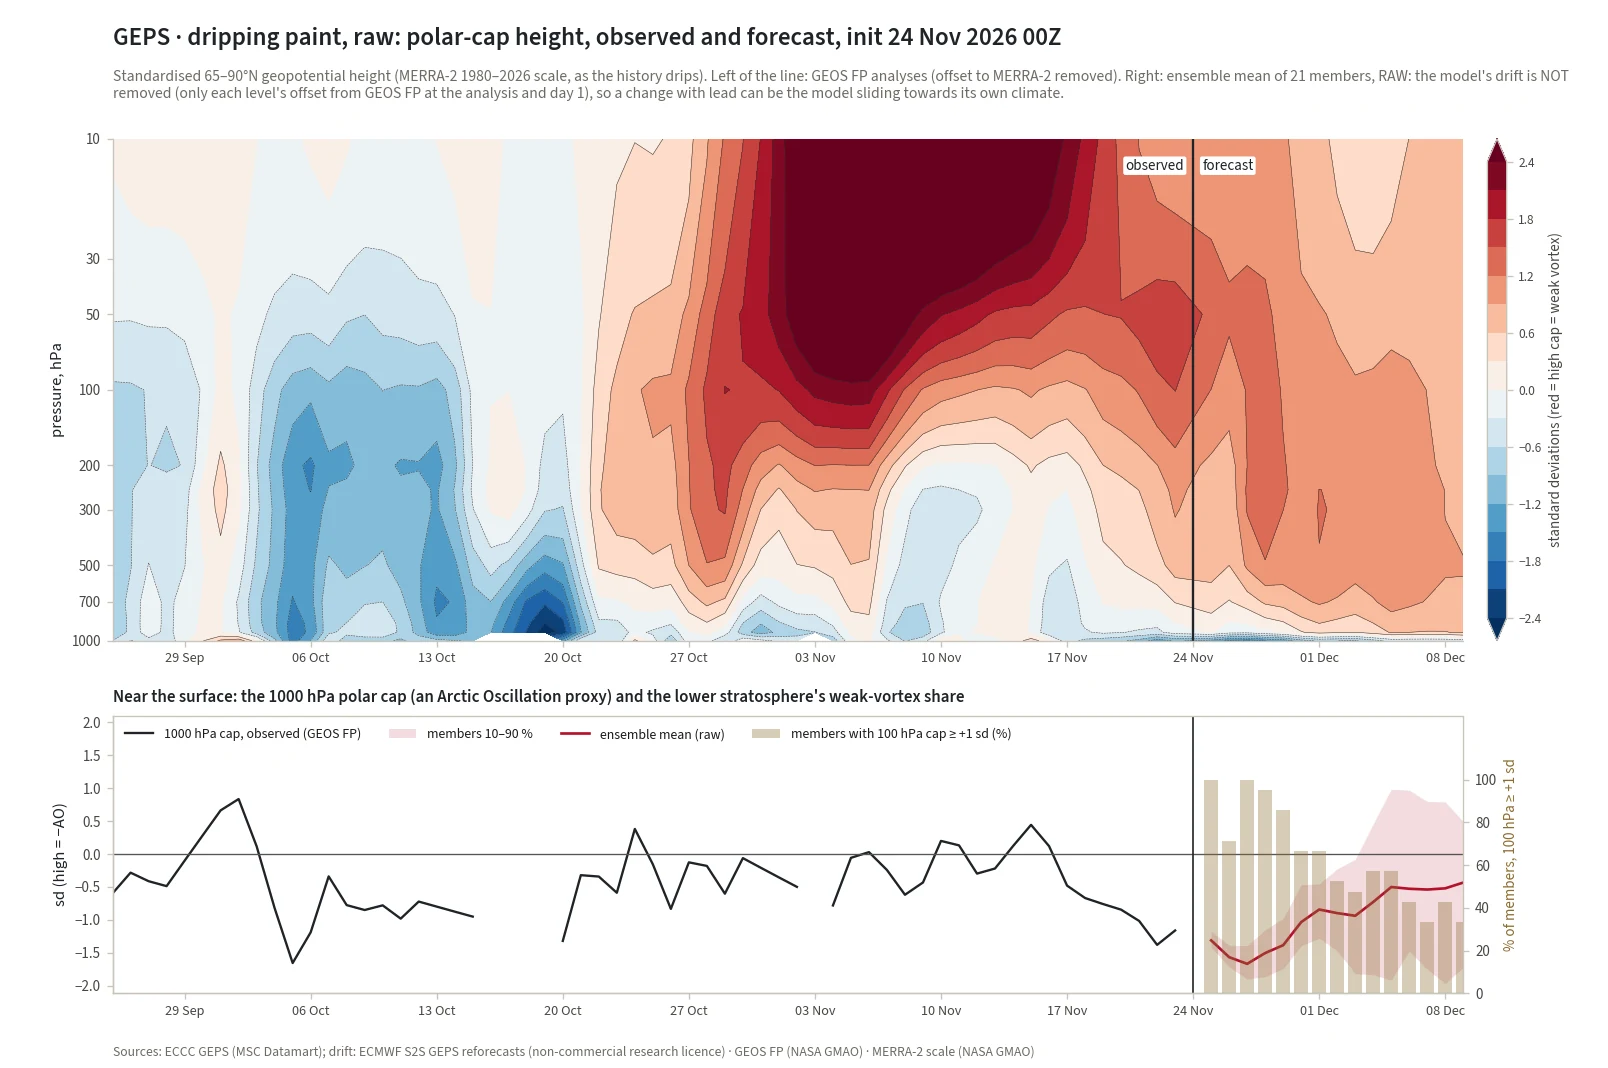 GEPS · dripping paint, raw: polar-cap height, observed and forecast, init 24 Nov 2026 00Z
Standardised 65–90°N geopotential height (MERRA-2 1980–2026 scale, as the history drips). Left of the line: GEOS FP analyses (offset to MERRA-2 removed). Right: ensemble mean of 21 members, RAW: the model's drift is NOT
removed (only each level's offset from GEOS FP at the analysis and day 1), so a change with lead can be the model sliding towards its own climate.
observed
forecast
pressure, hPa
10
30
50
100
200
300
500
700
1000
29 Sep
06 Oct
13 Oct
20 Oct
27 Oct
03 Nov
10 Nov
17 Nov
24 Nov
01 Dec
08 Dec
2.4
1.8
1.2
0.6
0.0
−0.6
−1.2
−1.8
−2.4
standard deviations (red = high cap = weak vortex)
Near the surface: the 1000 hPa polar cap (an Arctic Oscillation proxy) and the lower stratosphere's weak-vortex share
1000 hPa cap, observed (GEOS FP)
members 10–90 %
ensemble mean (raw)
members with 100 hPa cap ≥ +1 sd (%)
sd (high = −AO)
2.0
1.5
1.0
0.5
0.0
−0.5
−1.0
−1.5
−2.0
29 Sep
06 Oct
13 Oct
20 Oct
27 Oct
03 Nov
10 Nov
17 Nov
24 Nov
01 Dec
08 Dec
100
80
60
40
20
0
% of members, 100 hPa ≥ +1 sd
Sources: ECCC GEPS (MSC Datamart); drift: ECMWF S2S GEPS reforecasts (non-commercial research licence) · GEOS FP (NASA GMAO) · MERRA-2 scale (NASA GMAO)